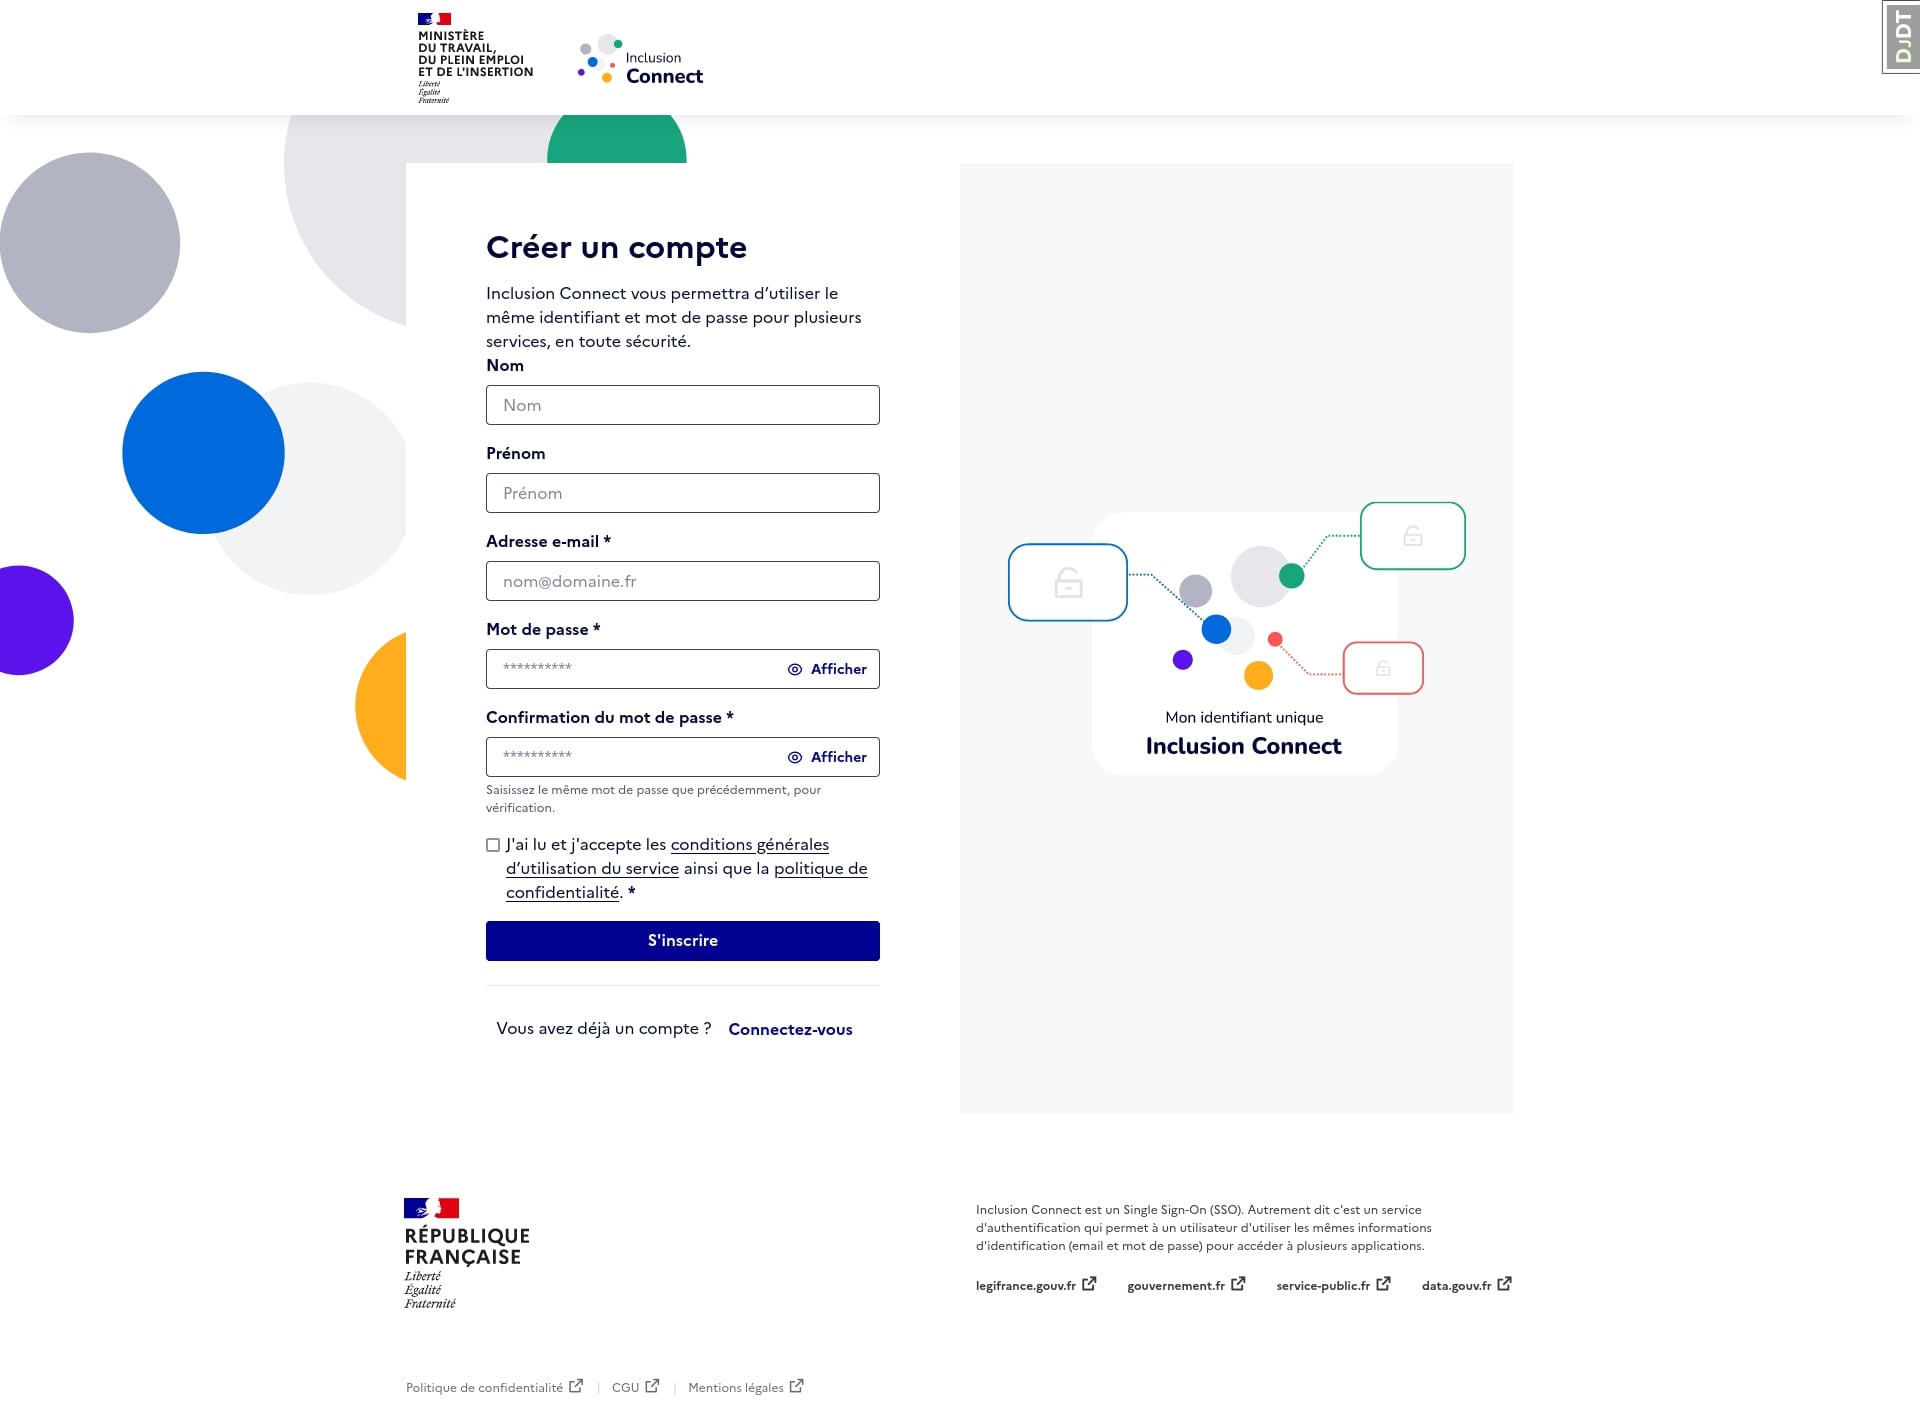 MINISTÈRE
DU TRAVAIL,
DU PLEIN EMPLOI
ET DE L'INSERTION
Liberté
Égalité
Fraternité
Inclusion
Connect
DJDT
Créer un compte
Inclusion Connect vous permettra d’utiliser le
même identifiant et mot de passe pour plusieurs
services, en toute sécurité.
Nom
Nom
Prénom
Prénom
Adresse e-mail *
nom@domaine.fr
Mot de passe *
********** Afficher
Confirmation du mot de passe *
********** Afficher
Saisissez le même mot de passe que précédemment, pour
vérification.
J'ai lu et j'accepte les conditions générales
d’utilisation du service ainsi que la politique de
confidentialité. *
S'inscrire
Vous avez déjà un compte ? Connectez-vous
Mon identifiant unique
Inclusion Connect
RÉPUBLIQUE
FRANÇAISE
Liberté
Égalité
Fraternité
Inclusion Connect est un Single Sign-On (SSO). Autrement dit c'est un service
d'authentification qui permet à un utilisateur d'utiliser les mêmes informations
d'identification (email et mot de passe) pour accéder à plusieurs applications.
legifrance.gouv.fr gouvernement.fr service-public.fr data.gouv.fr
Politique de confidentialité | CGU | Mentions légales